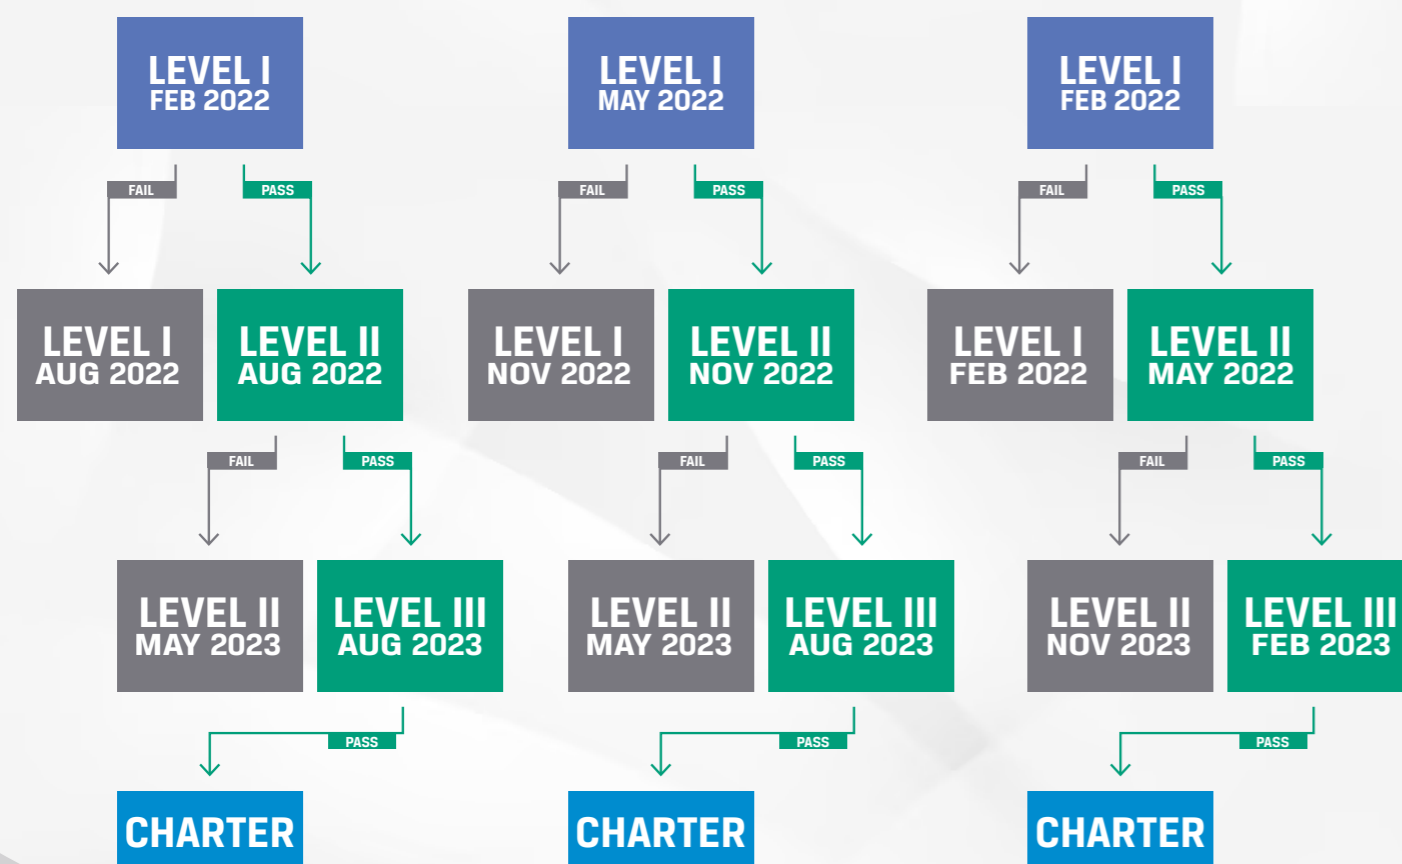 LEVEL I
FEB 2022
FAIL
PASS
LEVEL I
AUG 2022
LEVEL II
AUG 2022
FAIL
PASS
LEVEL II
MAY 2023
LEVEL III
AUG 2023
PASS
CHARTER
LEVEL I
MAY 2022
FAIL
PASS
LEVEL I
NOV 2022
LEVEL II
NOV 2022
FAIL
PASS
LEVEL II
MAY 2023
LEVEL III
AUG 2023
PASS
CHARTER
LEVEL I
FEB 2022
FAIL
PASS
LEVEL I
FEB 2022
LEVEL II
MAY 2022
FAIL
PASS
LEVEL II
NOV 2023
LEVEL III
FEB 2023
PASS
CHARTER